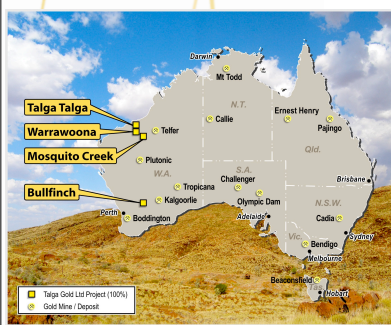 Darwin
Mt Todd
N.T.
Callie
Ernest Henry
Pajingo
Qld.
Talga Talga
Warrawoona
Telfer
Mosquito Creek
Plutonic
W.A.
S.A.
Challenger
Tropicana
Olympic Dam
Brisbane
Bullfinch
Kalgoorlie
N.S.W.
Perth
Boddington
Adelaide
Cadia
Sydney
Vic.
Bendigo
Melbourne
Beaconsfield
Tas.
Hobart
Talga Gold Ltd Project (100%)
Gold Mine / Deposit